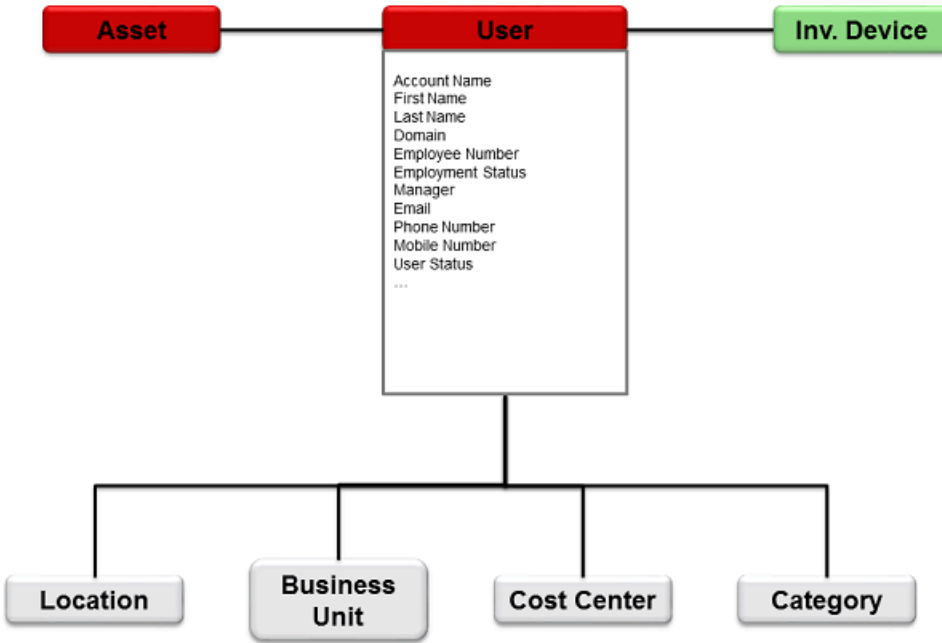 Asset
User
Inv. Device
Account Name
First Name
Last Name
Domain
Employee Number
Employment Status
Manager
Email
Phone Number
Mobile Number
User Status
...
Location
Business
Unit
Cost Center
Category